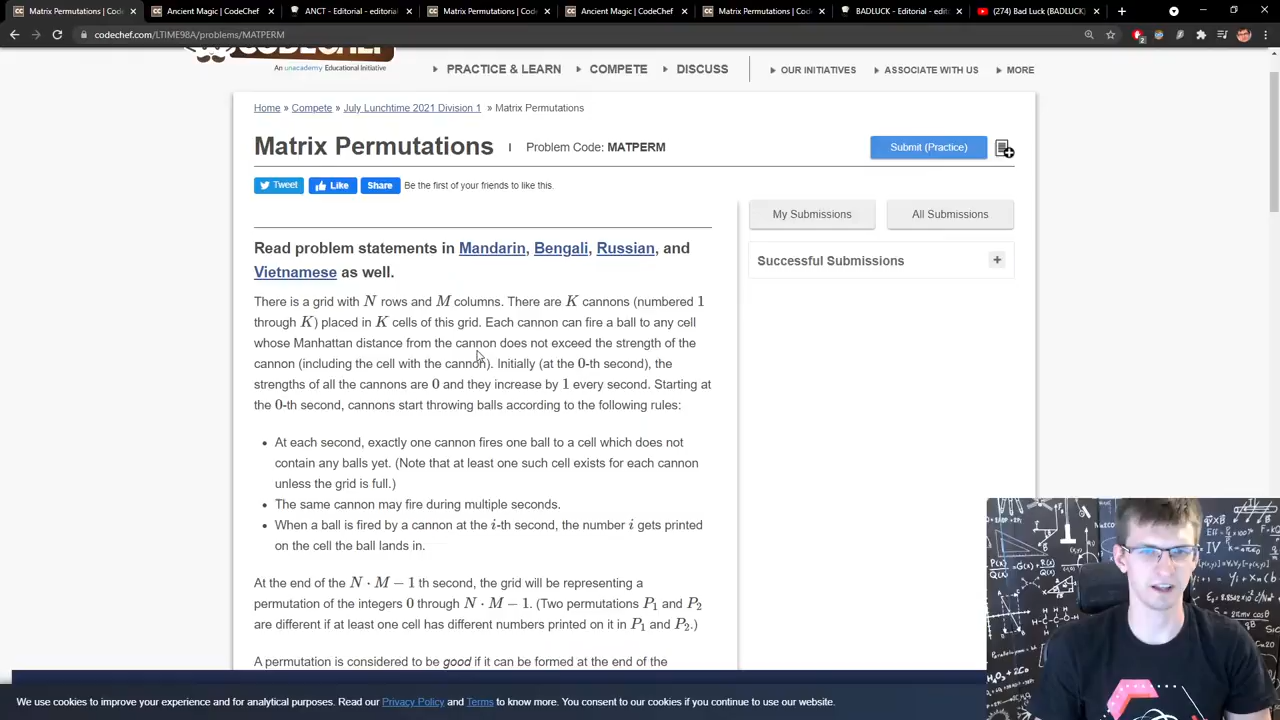 Matrix Permutations | Codec
Ancient Magic | CodeChef
ANCT - Editorial - editorial
Matrix Permutations | Codec
Ancient Magic | CodeChef
Matrix Permutations | Codec
BADLUCK - Editorial - edito
(274) Bad Luck (BADLUCK)
codechef.com/LTIME98A/problems/MATPERM
An unacademy Educational Initiative
PRACTICE & LEARN
COMPETE
DISCUSS
OUR INITIATIVES
ASSOCIATE WITH US
MORE
Home » Compete » July Lunchtime 2021 Division 1 » Matrix Permutations
Matrix Permutations
Problem Code: MATPERM
Submit (Practice)
Tweet
Like
Share
Be the first of your friends to like this.
My Submissions
All Submissions
Successful Submissions
Read problem statements in Mandarin, Bengali, Russian, and
Vietnamese as well.
There is a grid with N rows and M columns. There are K cannons (numbered 1
through K) placed in K cells of this grid. Each cannon can fire a ball to any cell
whose Manhattan distance from the cannon does not exceed the strength of the
cannon (including the cell with the cannon). Initially (at the 0-th second), the
strengths of all the cannons are 0 and they increase by 1 every second. Starting at
the 0-th second, cannons start throwing balls according to the following rules:
• At each second, exactly one cannon fires one ball to a cell which does not
contain any balls yet. (Note that at least one such cell exists for each cannon
unless the grid is full.)
• The same cannon may fire during multiple seconds.
• When a ball is fired by a cannon at the i-th second, the number i gets printed
on the cell the ball lands in.
At the end of the N · M − 1 th second, the grid will be representing a
permutation of the integers 0 through N · M − 1. (Two permutations P1 and P2
are different if at least one cell has different numbers printed on it in P1 and P2.)
A permutation is considered to be good if it can be formed at the end of the
We use cookies to improve your experience and for analytical purposes. Read our Privacy Policy and Terms to know more. You consent to our cookies if you continue to use our website.